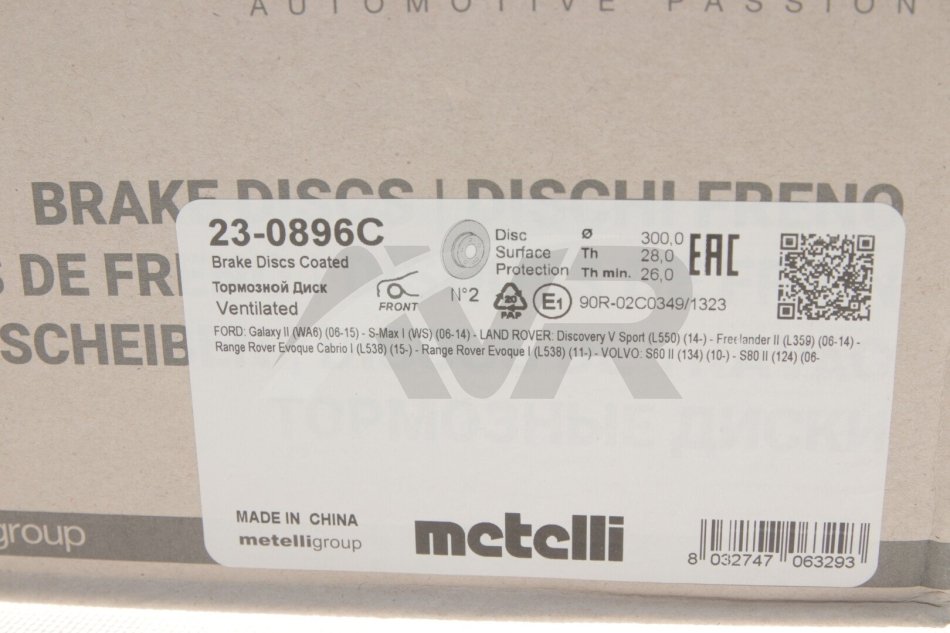 AUTOMOTIVE PASSION
BRAKE DISCS | DISCHI FRENO
S DE FRE
SCHEIB
23-0896C
Brake Discs Coated
Тормозной Диск
Ventilated
FRONT
N°2
Disc
Surface
Protection
Ø 300,0
Th 28,0
Th min. 26,0
EAC
20
PAP
E1
90R-02C0349/1323
FORD: Galaxy II (WA6) (06-15) - S-Max I (WS) (06-14) - LAND ROVER: Discovery V Sport (L550) (14-) - Freelander II (L359) (06-14) -
Range Rover Evoque Cabrio I (L538) (15-) - Range Rover Evoque I (L538) (11-) - VOLVO: S60 II (134) (10-) - S80 II (124) (06-
ТОРМОЗНЫЕ ДИСКИ
AVR
MADE IN CHINA
metelligroup
metelli
8 032747 063293
group